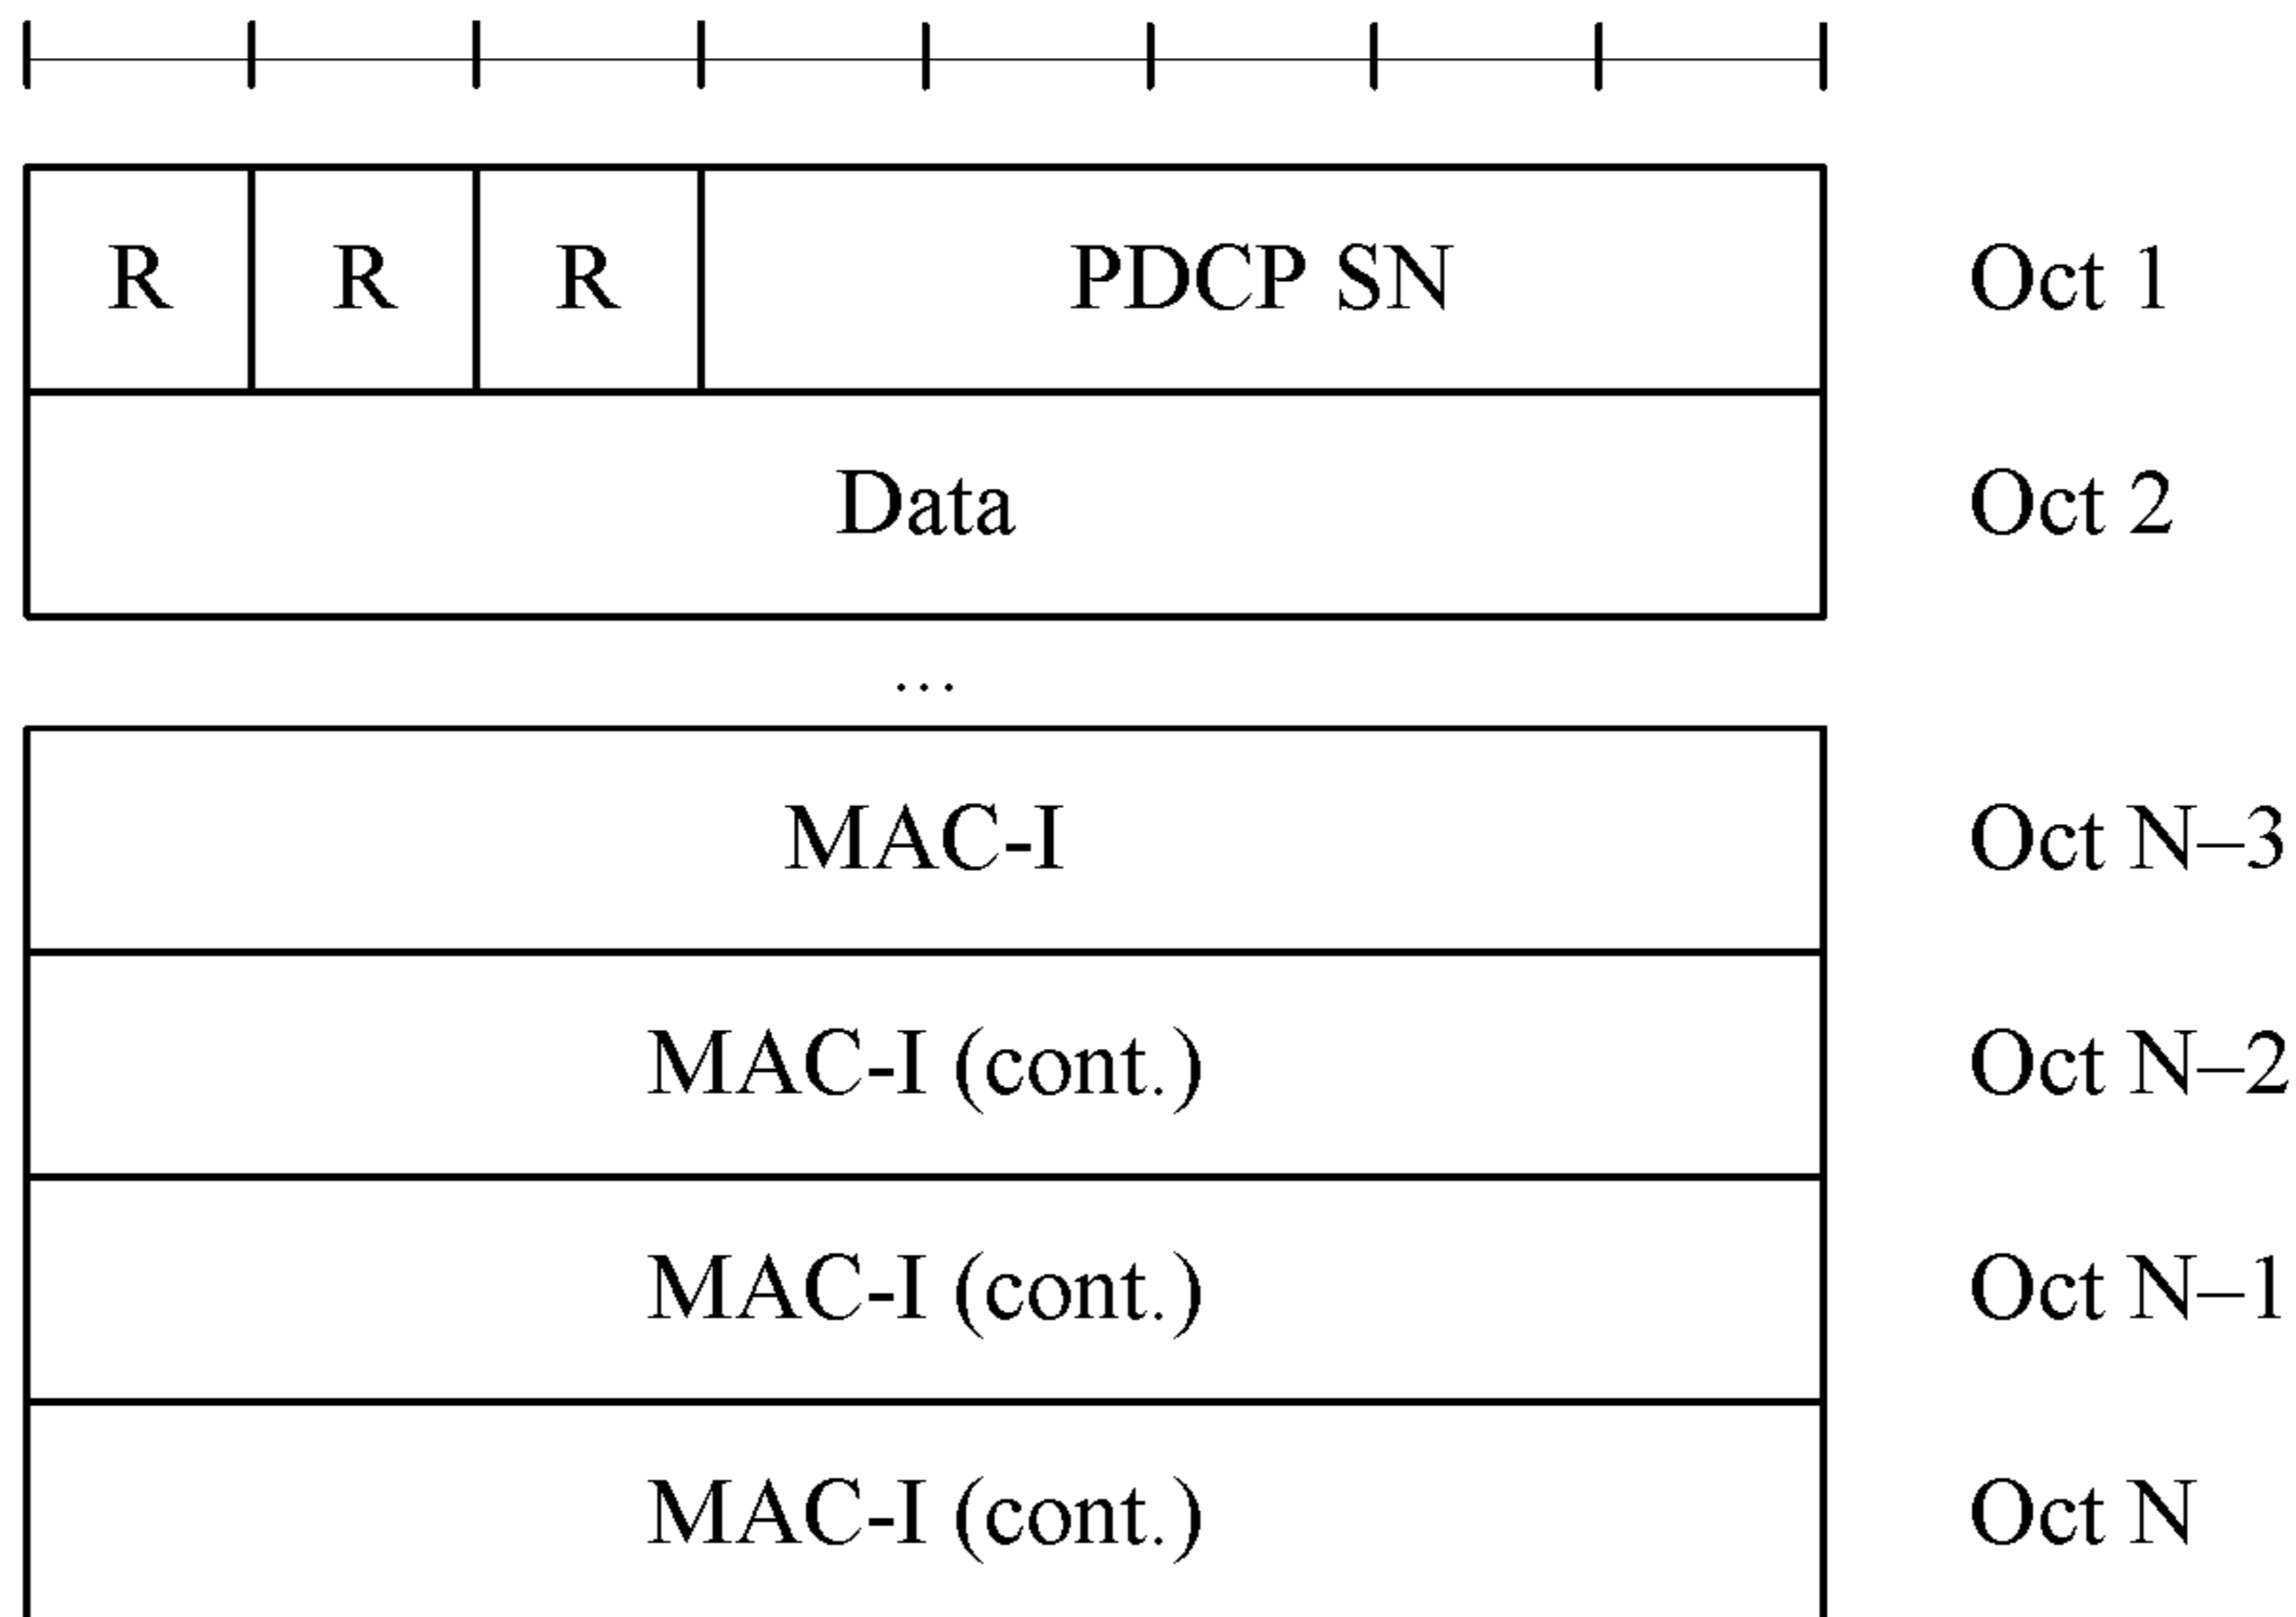 R R R PDCP SN Oct 1
Data Oct 2
...
MAC-I Oct N–3
MAC-I (cont.) Oct N–2
MAC-I (cont.) Oct N–1
MAC-I (cont.) Oct N